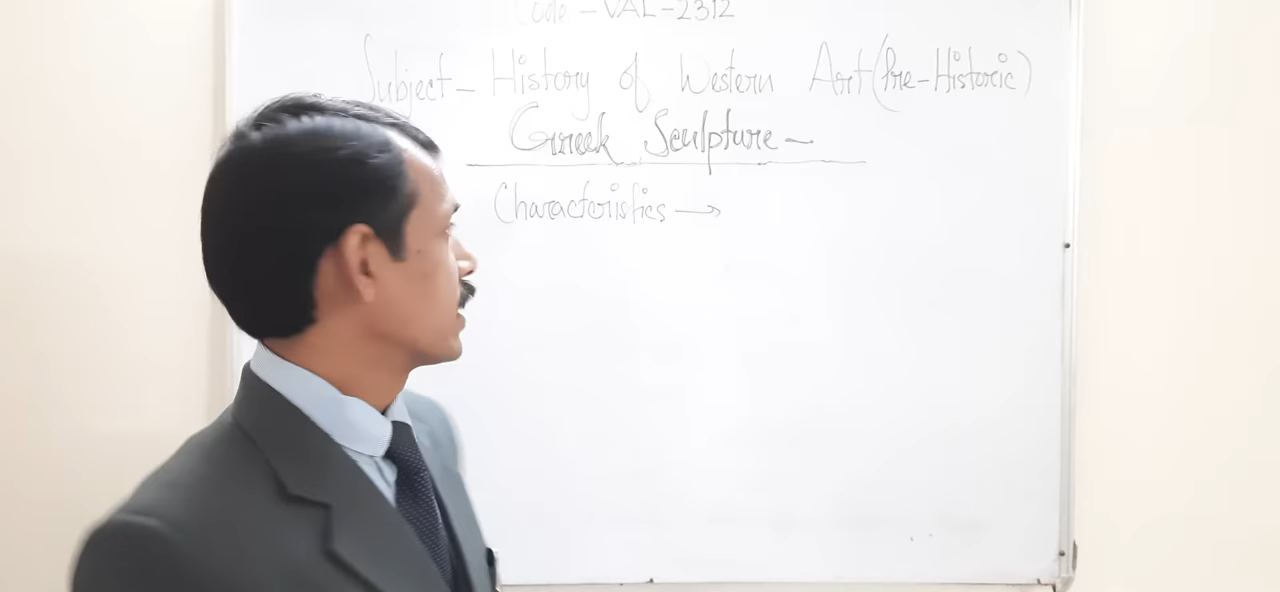 Code - VAL-2312
Subject - History of Western Art (Pre-Historic)
Greek Sculpture -
Characteristics →